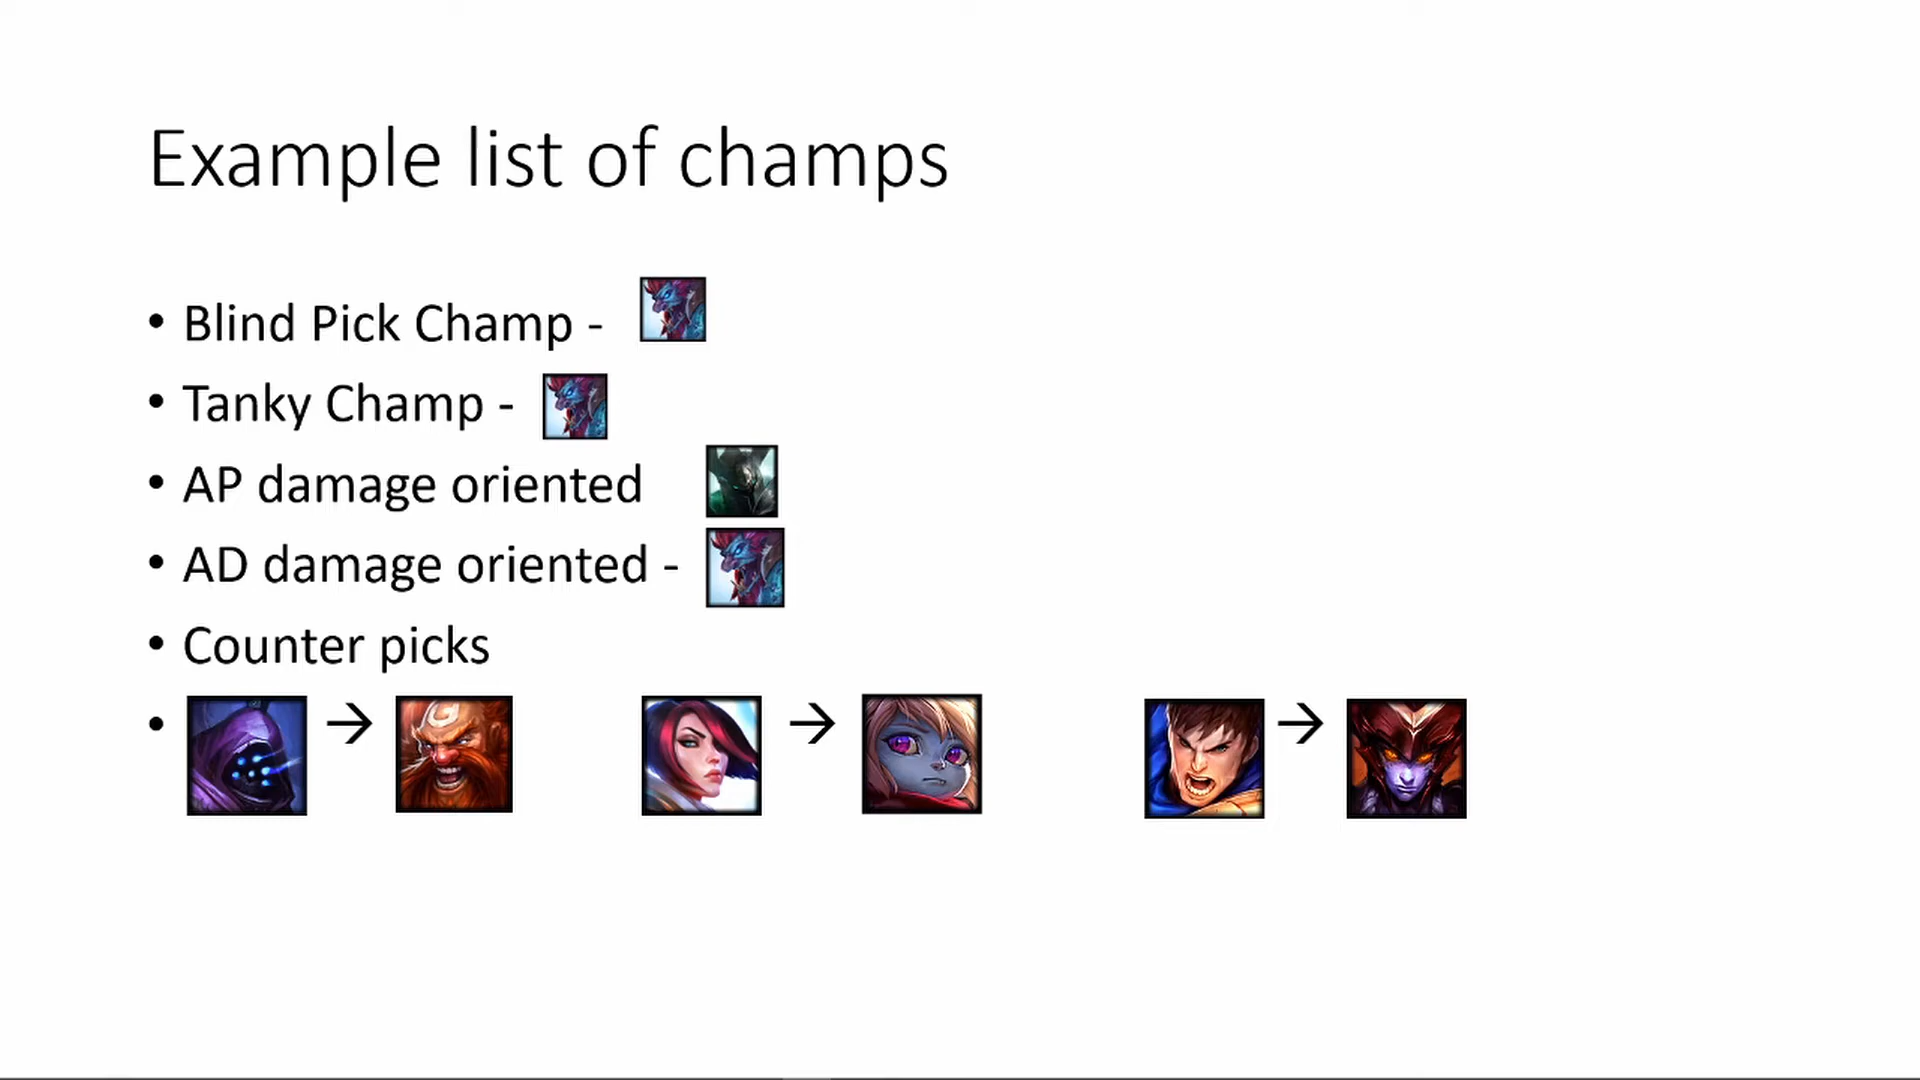 Example list of champs
• Blind Pick Champ -
• Tanky Champ -
• AP damage oriented
• AD damage oriented -
• Counter picks
• → → →